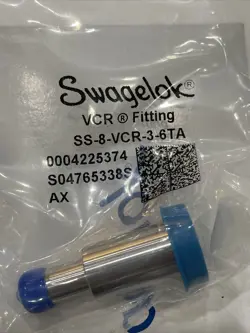 Swagelok®
VCR ® Fitting
SS-8-VCR-3-6TA
0004225374
S04765338S
AX